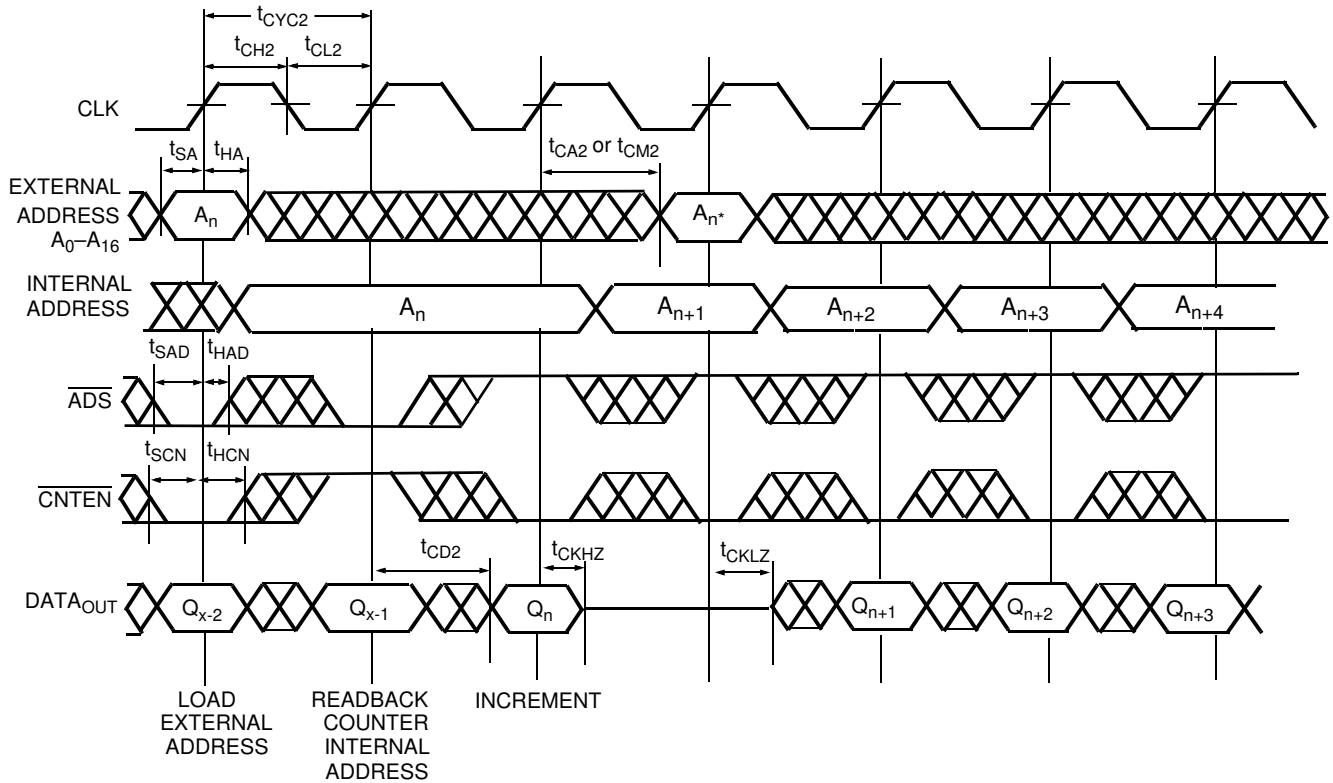 tCYC2
tCH2 tCL2
CLK
tSA tHA
tCA2 or tCM2
EXTERNAL
ADDRESS
A0–A16
An
An*
INTERNAL
ADDRESS
An
An+1
An+2
An+3
An+4
tSAD tHAD
ADS
tSCN tHCN
CNTEN
tCD2
tCKHZ
tCKLZ
DATAOUT
Qx-2
Qx-1
Qn
Qn+1
Qn+2
Qn+3
LOAD
EXTERNAL
ADDRESS
READBACK
COUNTER
INTERNAL
ADDRESS
INCREMENT